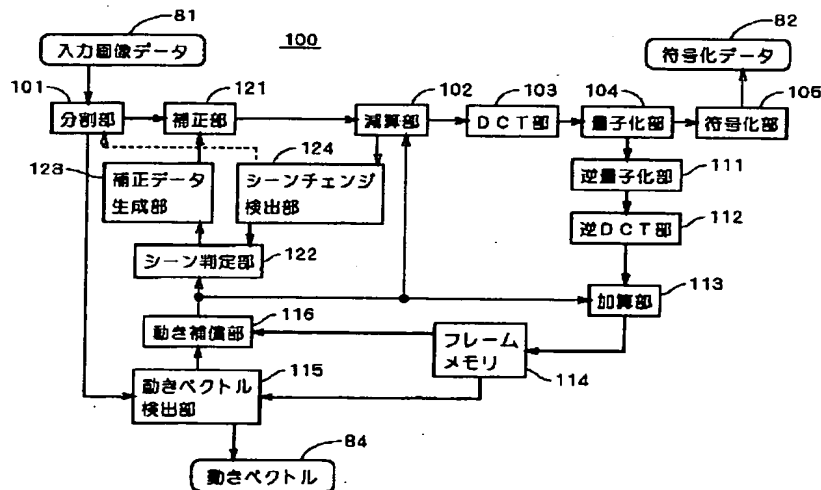 81
入力画像データ
100
82
符号化データ
101
分割部
121
補正部
102
減算部
103
DCT部
104
量子化部
105
符号化部
123
補正データ
生成部
124
シーンチェンジ
検出部
111
逆量子化部
112
逆DCT部
シーン判定部
122
113
加算部
116
動き補償部
フレーム
メモリ
114
115
動きベクトル
検出部
84
動きベクトル